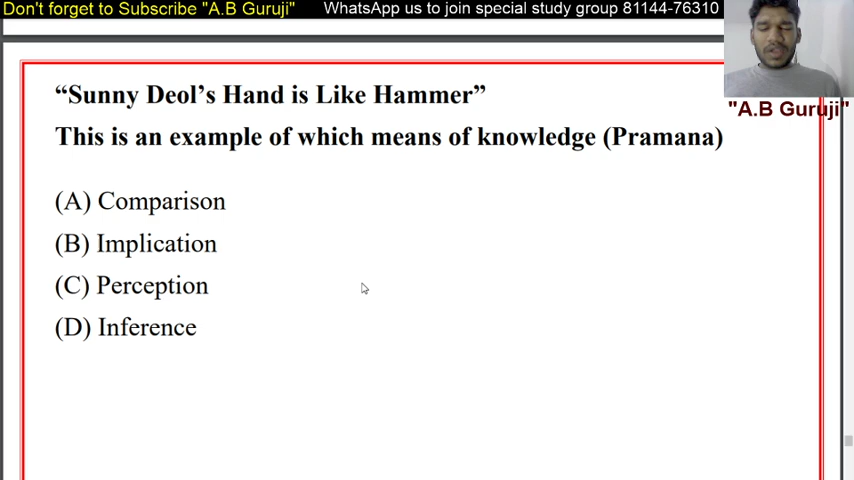 Don't forget to Subscribe "A.B Guruji" WhatsApp us to join special study group 81144-76310
"A.B Guruji"
“Sunny Deol’s Hand is Like Hammer”
This is an example of which means of knowledge (Pramana)
(A) Comparison
(B) Implication
(C) Perception
(D) Inference